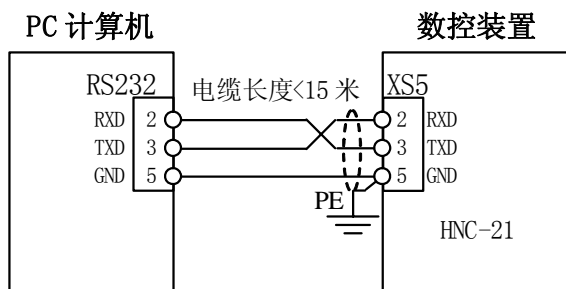 PC 计算机
数控装置
RS232
电缆长度<15 米
XS5
RXD 2
2 RXD
TXD 3
3 TXD
GND 5
5 GND
PE
HNC-21